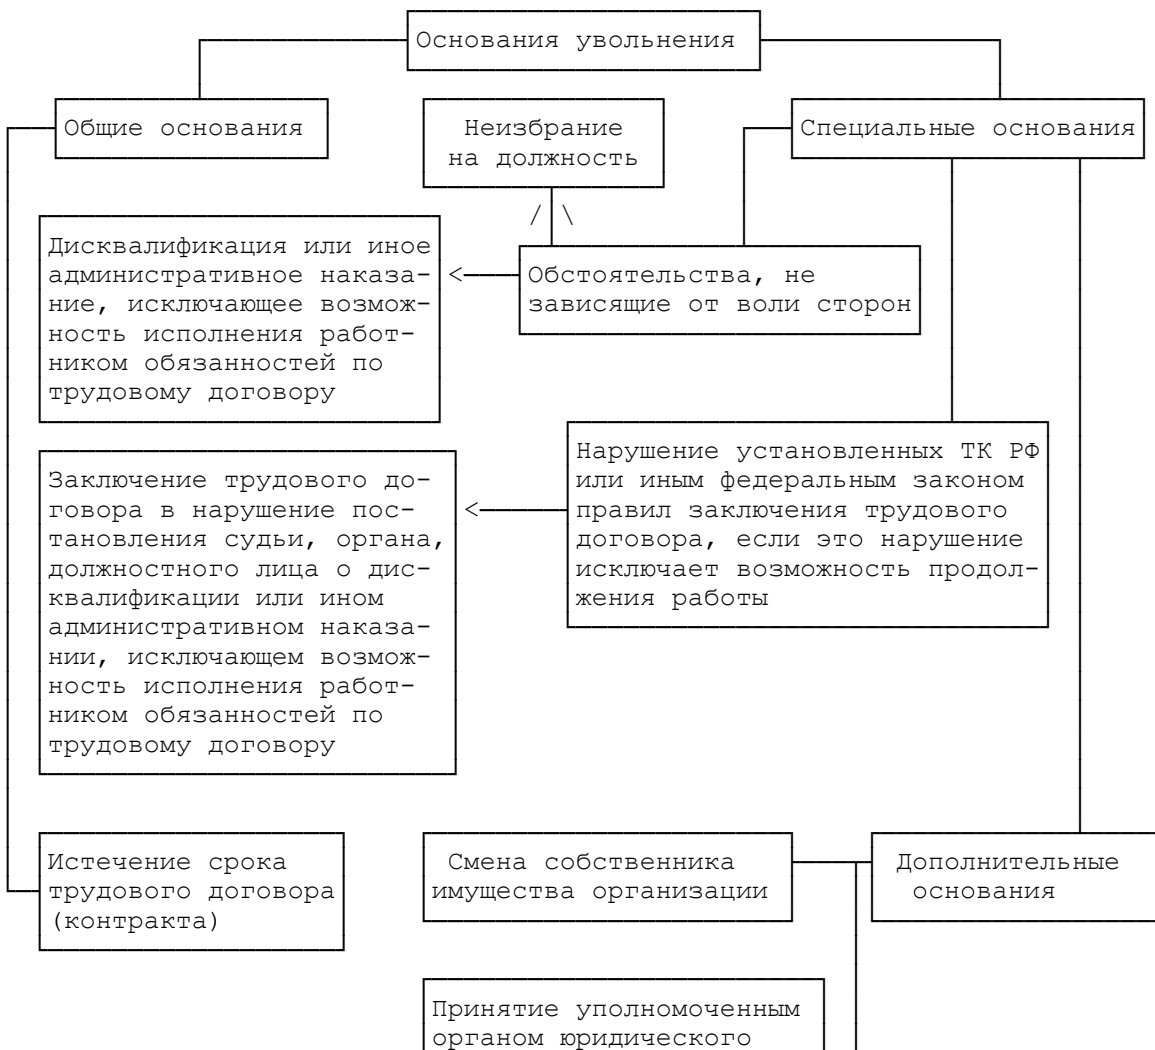 Основания увольнения
Общие основания
Неизбрание
на должность
Специальные основания
Дисквалификация или иное
административное наказа-
ние, исключающее возмож-
ность исполнения работ-
ником обязанностей по
трудовому договору
Обстоятельства, не
зависящие от воли сторон
Нарушение установленных ТК РФ
или иным федеральным законом
правил заключения трудового
договора, если это нарушение
исключает возможность продол-
жения работы
Заключение трудового до-
говора в нарушение пос-
тановления судьи, органа,
должностного лица о дис-
квалификации или ином
административном наказа-
нии, исключающем возмож-
ность исполнения работ-
ником обязанностей по
трудовому договору
Истечение срока
трудового договора
(контракта)
Смена собственника
имущества организации
Дополнительные
основания
Принятие уполномоченным
органом юридического